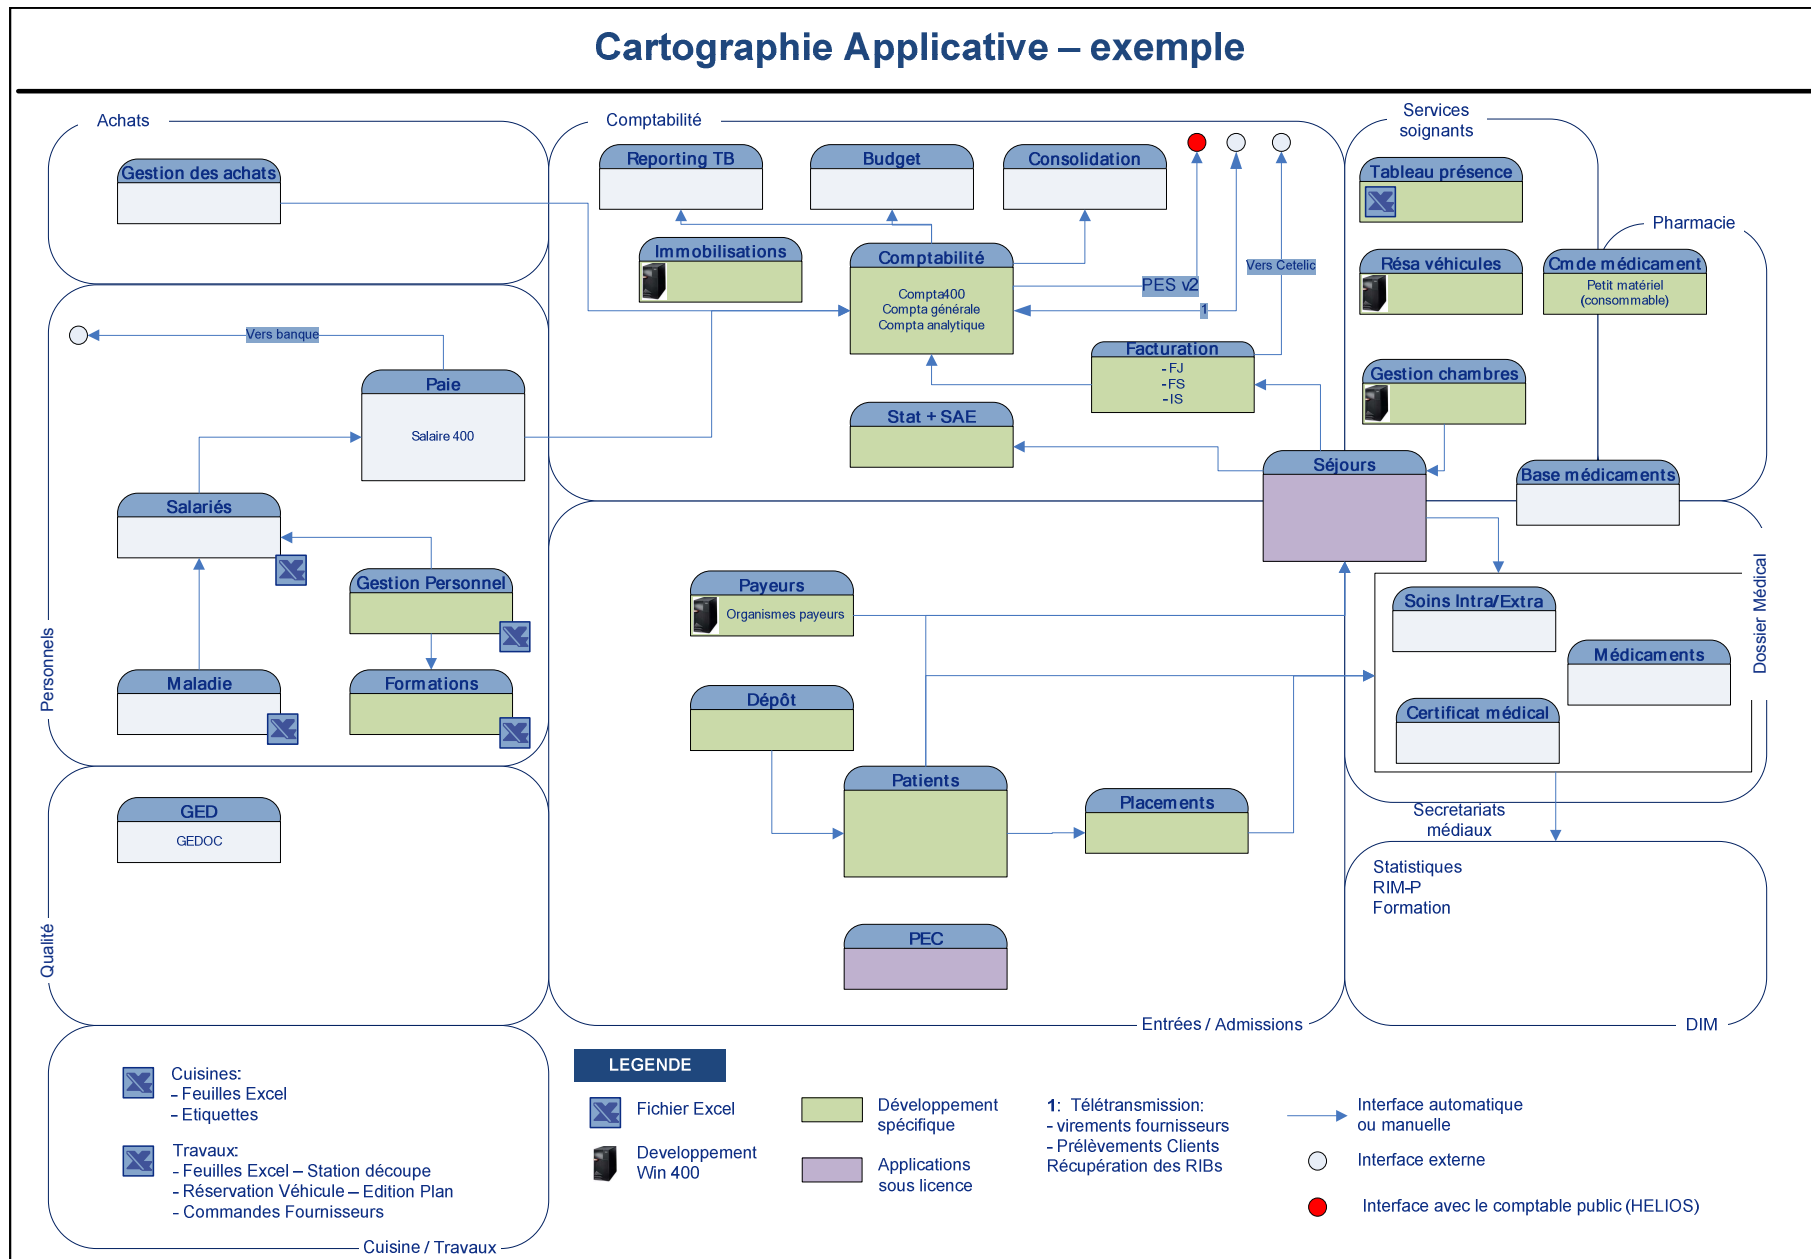 Cartographie Applicative – exemple
Achats
Gestion des achats
Comptabilité
Reporting TB
Budget
Consolidation
Immobilisations
Comptabilité
Compta400
Compta générale
Compta analytique
PES v2
1
Vers Cetelic
Facturation
- FJ
- FS
- IS
Stat + SAE
Séjours
Services
soignants
Tableau présence
Résa véhicules
Gestion chambres
Pharmacie
Cmde médicament
Petit matériel
(consommable)
Base médicaments
Personnels
Vers banque
Paie
Salaire 400
Salariés
Gestion Personnel
Maladie
Formations
Payeurs
Organismes payeurs
Dépôt
Patients
Placements
PEC
Entrées / Admissions
Dossier Médical
Soins Intra/Extra
Médicaments
Certificat médical
Secretariats
médiaux
Statistiques
RIM-P
Formation
DIM
Qualité
GED
GEDOC
Cuisines:
- Feuilles Excel
- Etiquettes
Travaux:
- Feuilles Excel – Station découpe
- Réservation Véhicule – Edition Plan
- Commandes Fournisseurs
Cuisine / Travaux
LEGENDE
Fichier Excel
Developpement
Win 400
Développement
spécifique
Applications
sous licence
1: Télétransmission:
- virements fournisseurs
- Prélèvements Clients
Récupération des RIBs
Interface automatique
ou manuelle
Interface externe
Interface avec le comptable public (HELIOS)